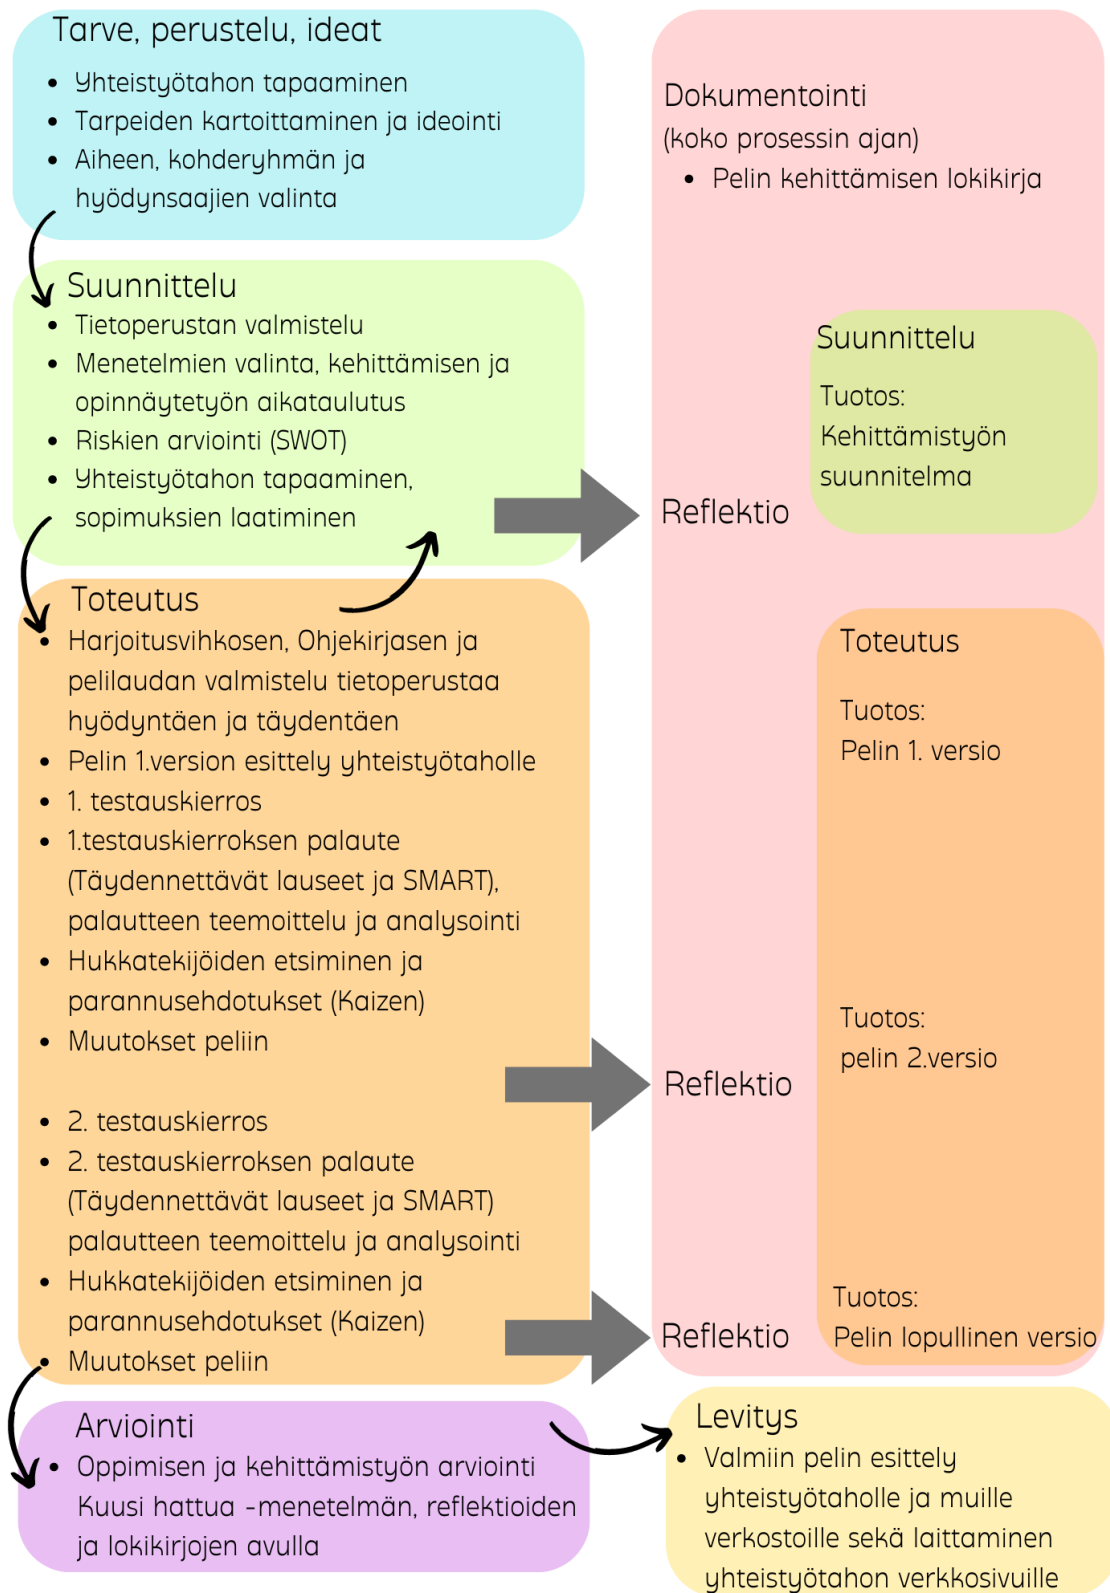 Tarve, perustelu, ideat
• Yhteistyötahon tapaaminen
• Tarpeiden kartoittaminen ja ideointi
• Aiheen, kohderyhmän ja
hyödynsaajien valinta
Suunnittelu
• Tietoperustan valmistelu
• Menetelmien valinta, kehittämisen ja
opinnäytetyön aikataulutus
• Riskien arviointi (SWOT)
• Yhteistyötahon tapaaminen,
sopimuksien laatiminen
Toteutus
• Harjoitusvihkosen, Ohjekirjasen ja
pelilaudan valmistelu tietoperustaa
hyödyntäen ja täydentäen
• Pelin 1.version esittely yhteistyötaholle
• 1. testauskierros
• 1.testauskierroksen palaute
(Täydennettävät lauseet ja SMART),
palautteen teemoittelu ja analysointi
• Hukkatekijöiden etsiminen ja
parannusehdotukset (Kaizen)
• Muutokset peliin
• 2. testauskierros
• 2. testauskierroksen palaute
(Täydennettävät lauseet ja SMART)
palautteen teemoittelu ja analysointi
• Hukkatekijöiden etsiminen ja
parannusehdotukset (Kaizen)
• Muutokset peliin
Arviointi
• Oppimisen ja kehittämistyön arviointi
Kuusi hattua -menetelmän, reflektioiden
ja lokikirjojen avulla
Dokumentointi
(koko prosessin ajan)
• Pelin kehittämisen lokikirja
Suunnittelu
Tuotos:
Kehittämistyön
suunnitelma
Reflektio
Toteutus
Tuotos:
Pelin 1. versio
Tuotos:
pelin 2.versio
Reflektio
Tuotos:
Pelin lopullinen versio
Reflektio
Levitys
• Valmiin pelin esittely
yhteistyötaholle ja muille
verkostoille sekä laittaminen
yhteistyötahon verkkosivuille